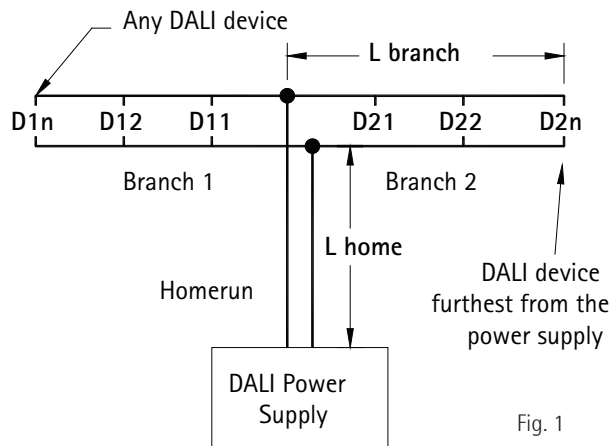 Any DALI device
L branch
D1n D12 D11 D21 D22 D2n
Branch 1 Branch 2
L home
Homerun
DALI device
furthest from the
power supply
DALI Power
Supply
Fig. 1